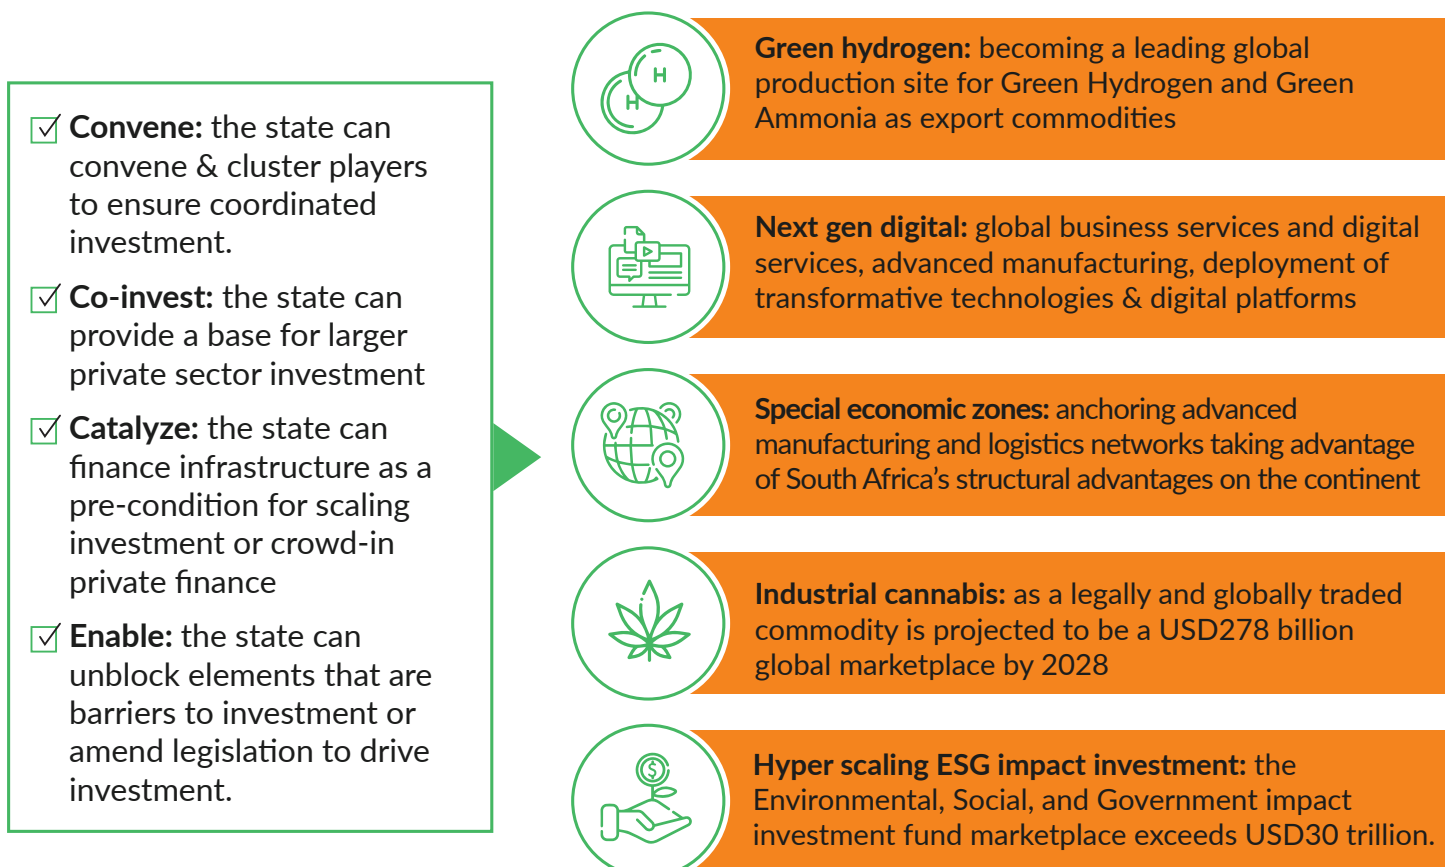 Convene: the state can
convene & cluster players
to ensure coordinated
investment.
Co-invest: the state can
provide a base for larger
private sector investment
Catalyze: the state can
finance infrastructure as a
pre-condition for scaling
investment or crowd-in
private finance
Enable: the state can
unblock elements that are
barriers to investment or
amend legislation to drive
investment.
H
H
Green hydrogen: becoming a leading global
production site for Green Hydrogen and Green
Ammonia as export commodities
Next gen digital: global business services and digital
services, advanced manufacturing, deployment of
transformative technologies & digital platforms
Special economic zones: anchoring advanced
manufacturing and logistics networks taking advantage
of South Africa's structural advantages on the continent
Industrial cannabis: as a legally and globally traded
commodity is projected to be a USD278 billion
global marketplace by 2028
$
Hyper scaling ESG impact investment: the
Environmental, Social, and Government impact
investment fund marketplace exceeds USD30 trillion.